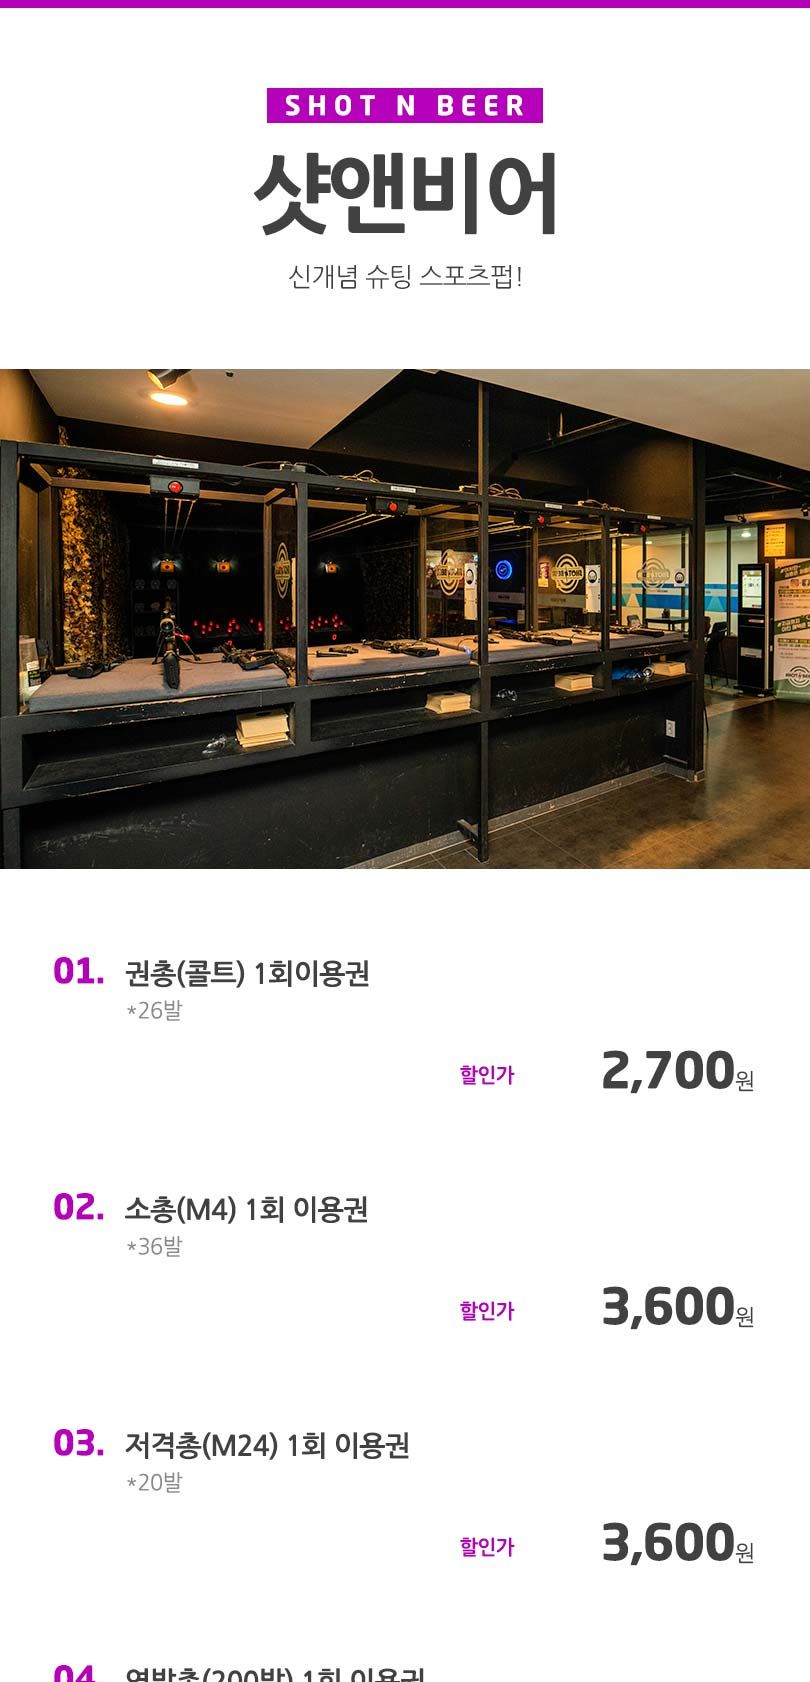 SHOT N BEER
샷앤비어
신개념 슈팅 스포츠펍!
SHOT N BEER
01. 권총(콜트) 1회이용권
*26발
할인가 2,700원
02. 소총(M4) 1회 이용권
*36발
할인가 3,600원
03. 저격총(M24) 1회 이용권
*20발
할인가 3,600원